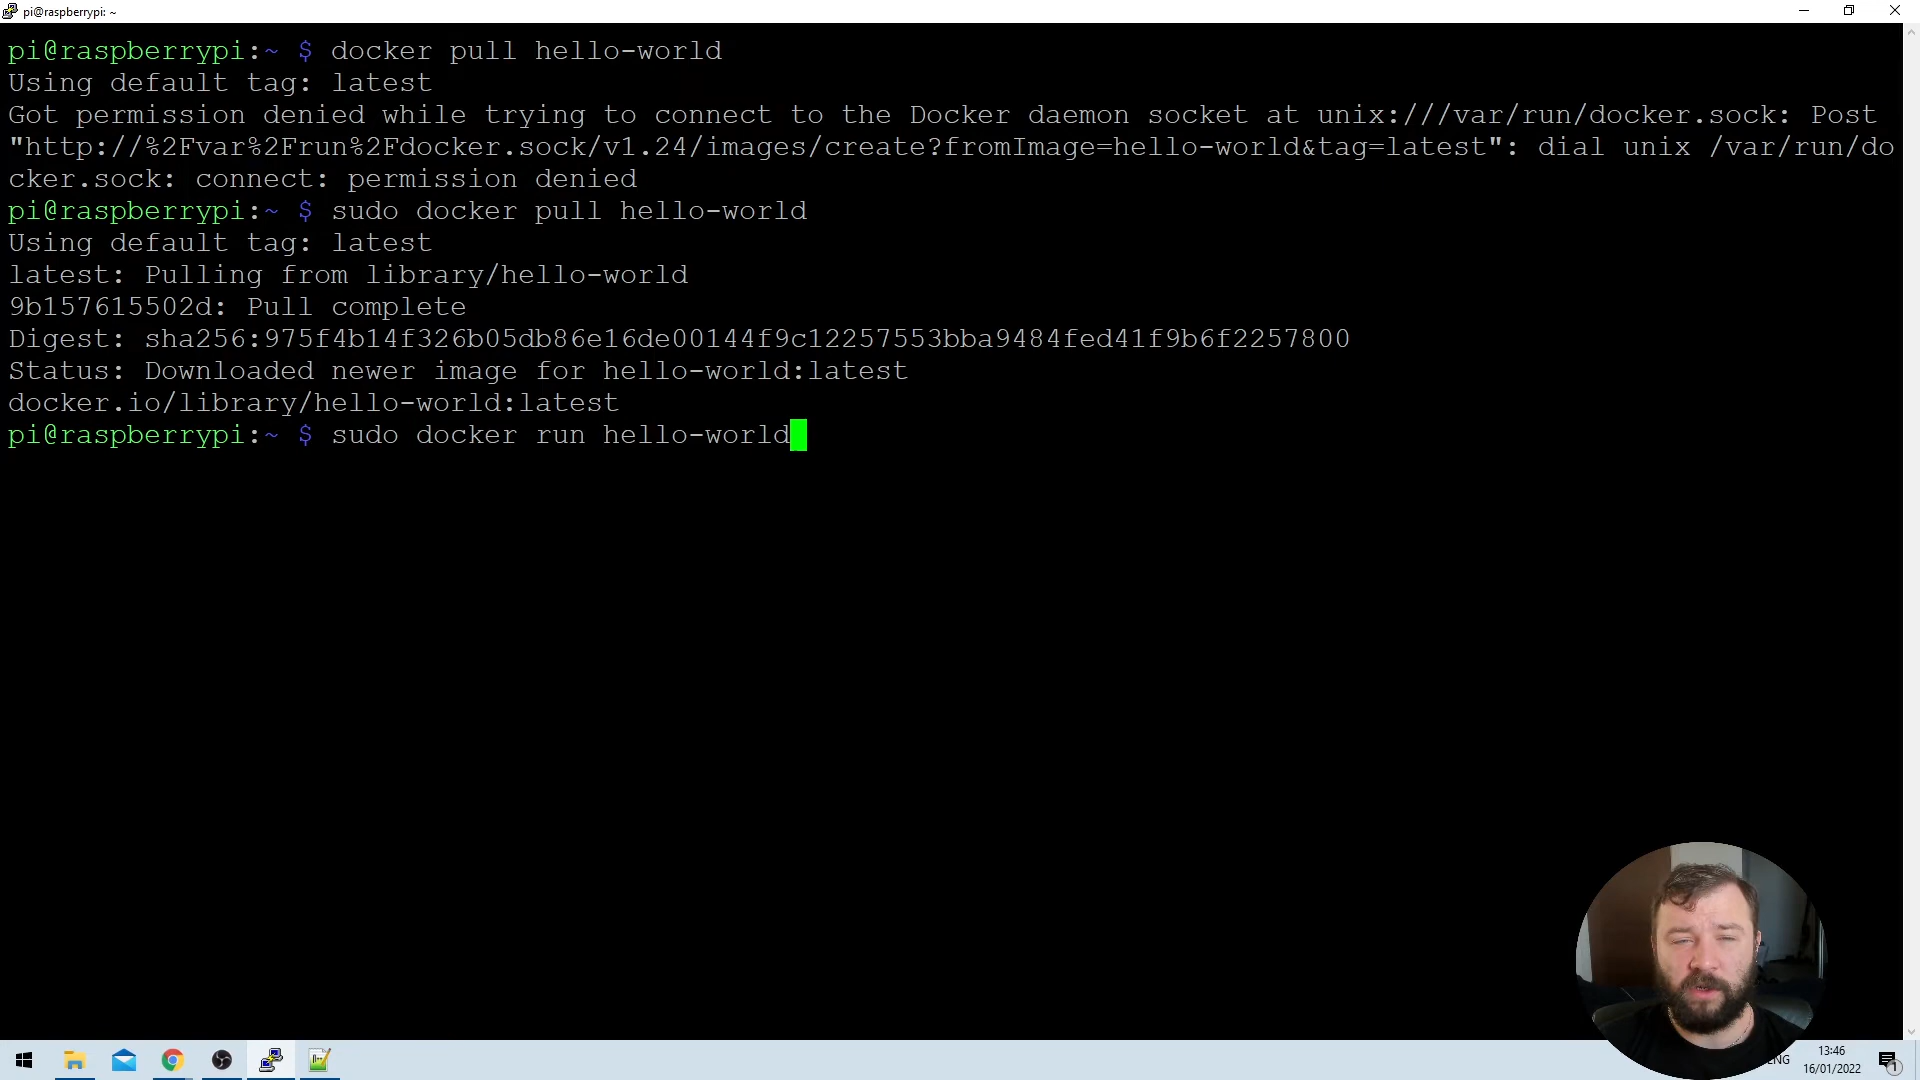 pi@raspberrypi: ~
pi@raspberrypi:~ $ docker pull hello-world
Using default tag: latest
Got permission denied while trying to connect to the Docker daemon socket at unix:///var/run/docker.sock: Post
"http://%2Fvar%2Frun%2Fdocker.sock/v1.24/images/create?fromImage=hello-world&tag=latest": dial unix /var/run/do
cker.sock: connect: permission denied
pi@raspberrypi:~ $ sudo docker pull hello-world
Using default tag: latest
latest: Pulling from library/hello-world
9b157615502d: Pull complete
Digest: sha256:975f4b14f326b05db86e16de00144f9c12257553bba9484fed41f9b6f2257800
Status: Downloaded newer image for hello-world:latest
docker.io/library/hello-world:latest
pi@raspberrypi:~ $ sudo docker run hello-world
ENG
13:46
16/01/2022
1